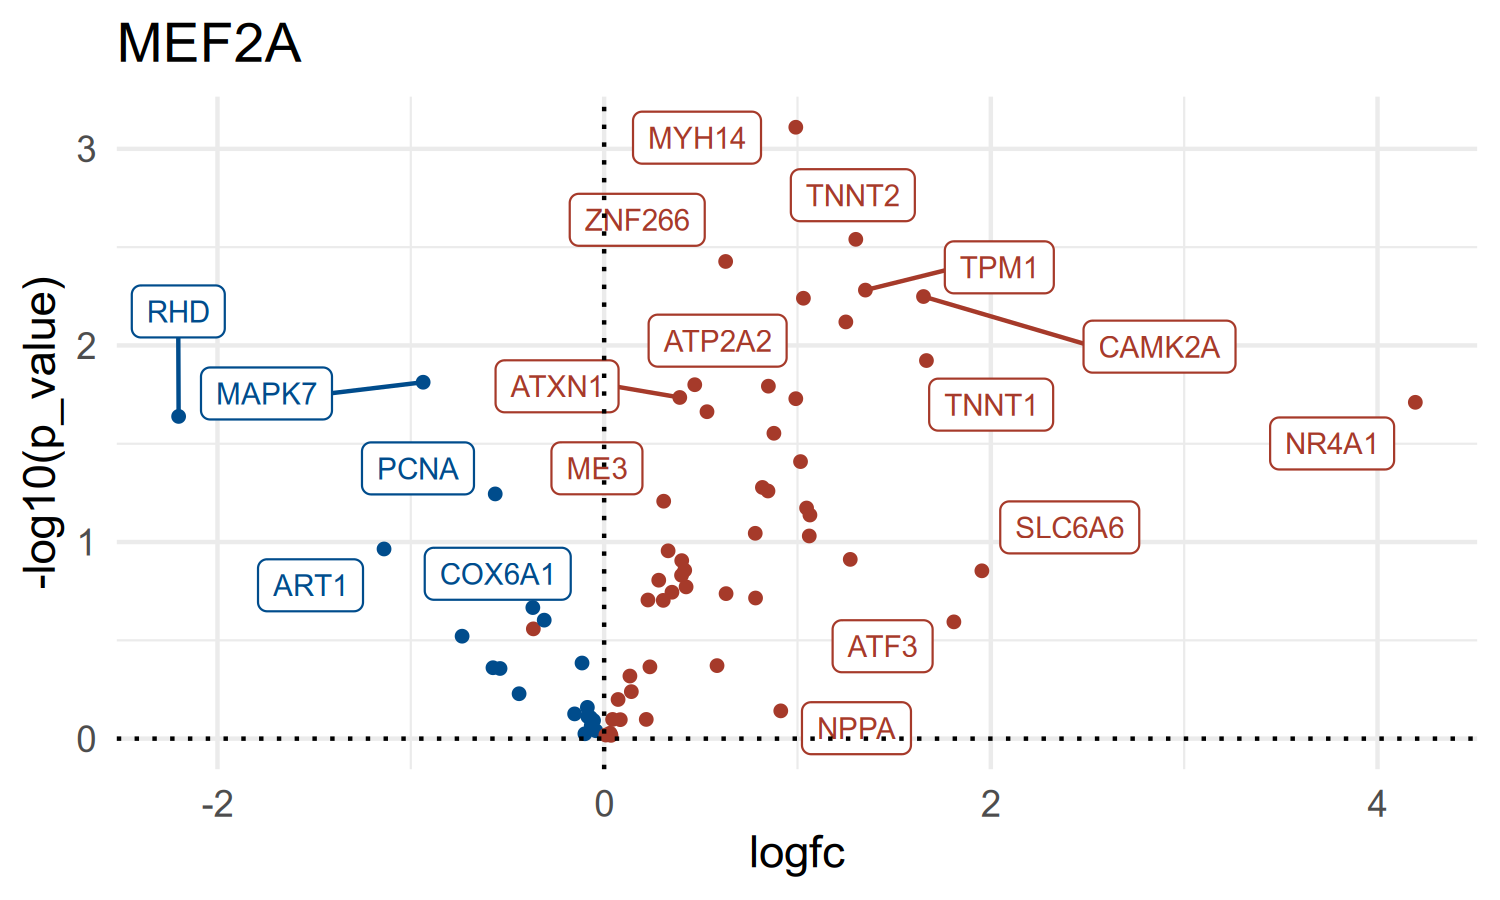 MEF2A
-log10(p_value)
3
2
1
0
MYH14
TNNT2
ZNF266
TPM1
RHD
ATP2A2
CAMK2A
MAPK7
ATXN1
TNNT1
NR4A1
PCNA
ME3
SLC6A6
ART1
COX6A1
ATF3
NPPA
-2
0
2
4
logfc